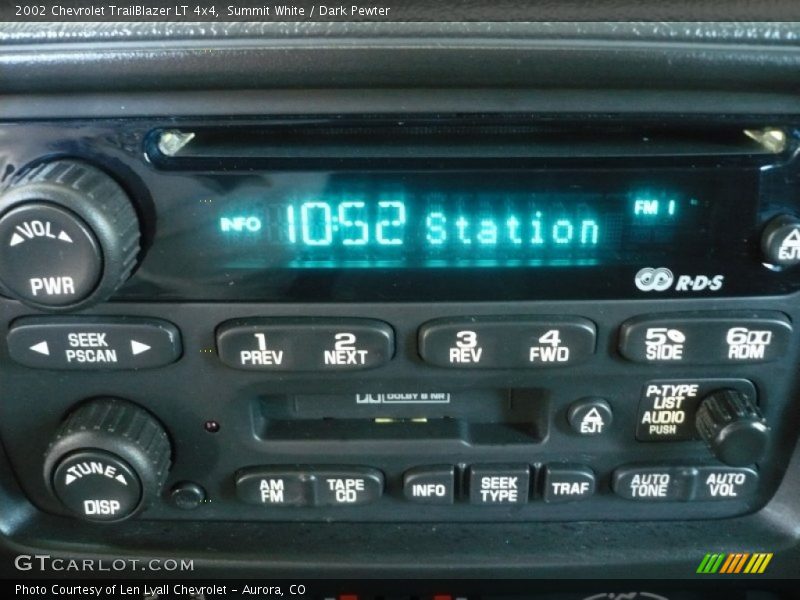 2002 Chevrolet TrailBlazer LT 4x4, Summit White / Dark Pewter
INFO 10:52 Station FM 1
VOL
PWR
EJT
R·D·S
SEEK
PSCAN
1
PREV
2
NEXT
3
REV
4
FWD
5
SIDE
6
RDM
DOLBY B NR
EJT
P-TYPE
LIST
AUDIO
PUSH
TUNE
DISP
AM
FM
TAPE
CD
INFO
SEEK
TYPE
TRAF
AUTO
TONE
AUTO
VOL
GTCARLOT.COM
Photo Courtesy of Len Lyall Chevrolet - Aurora, CO